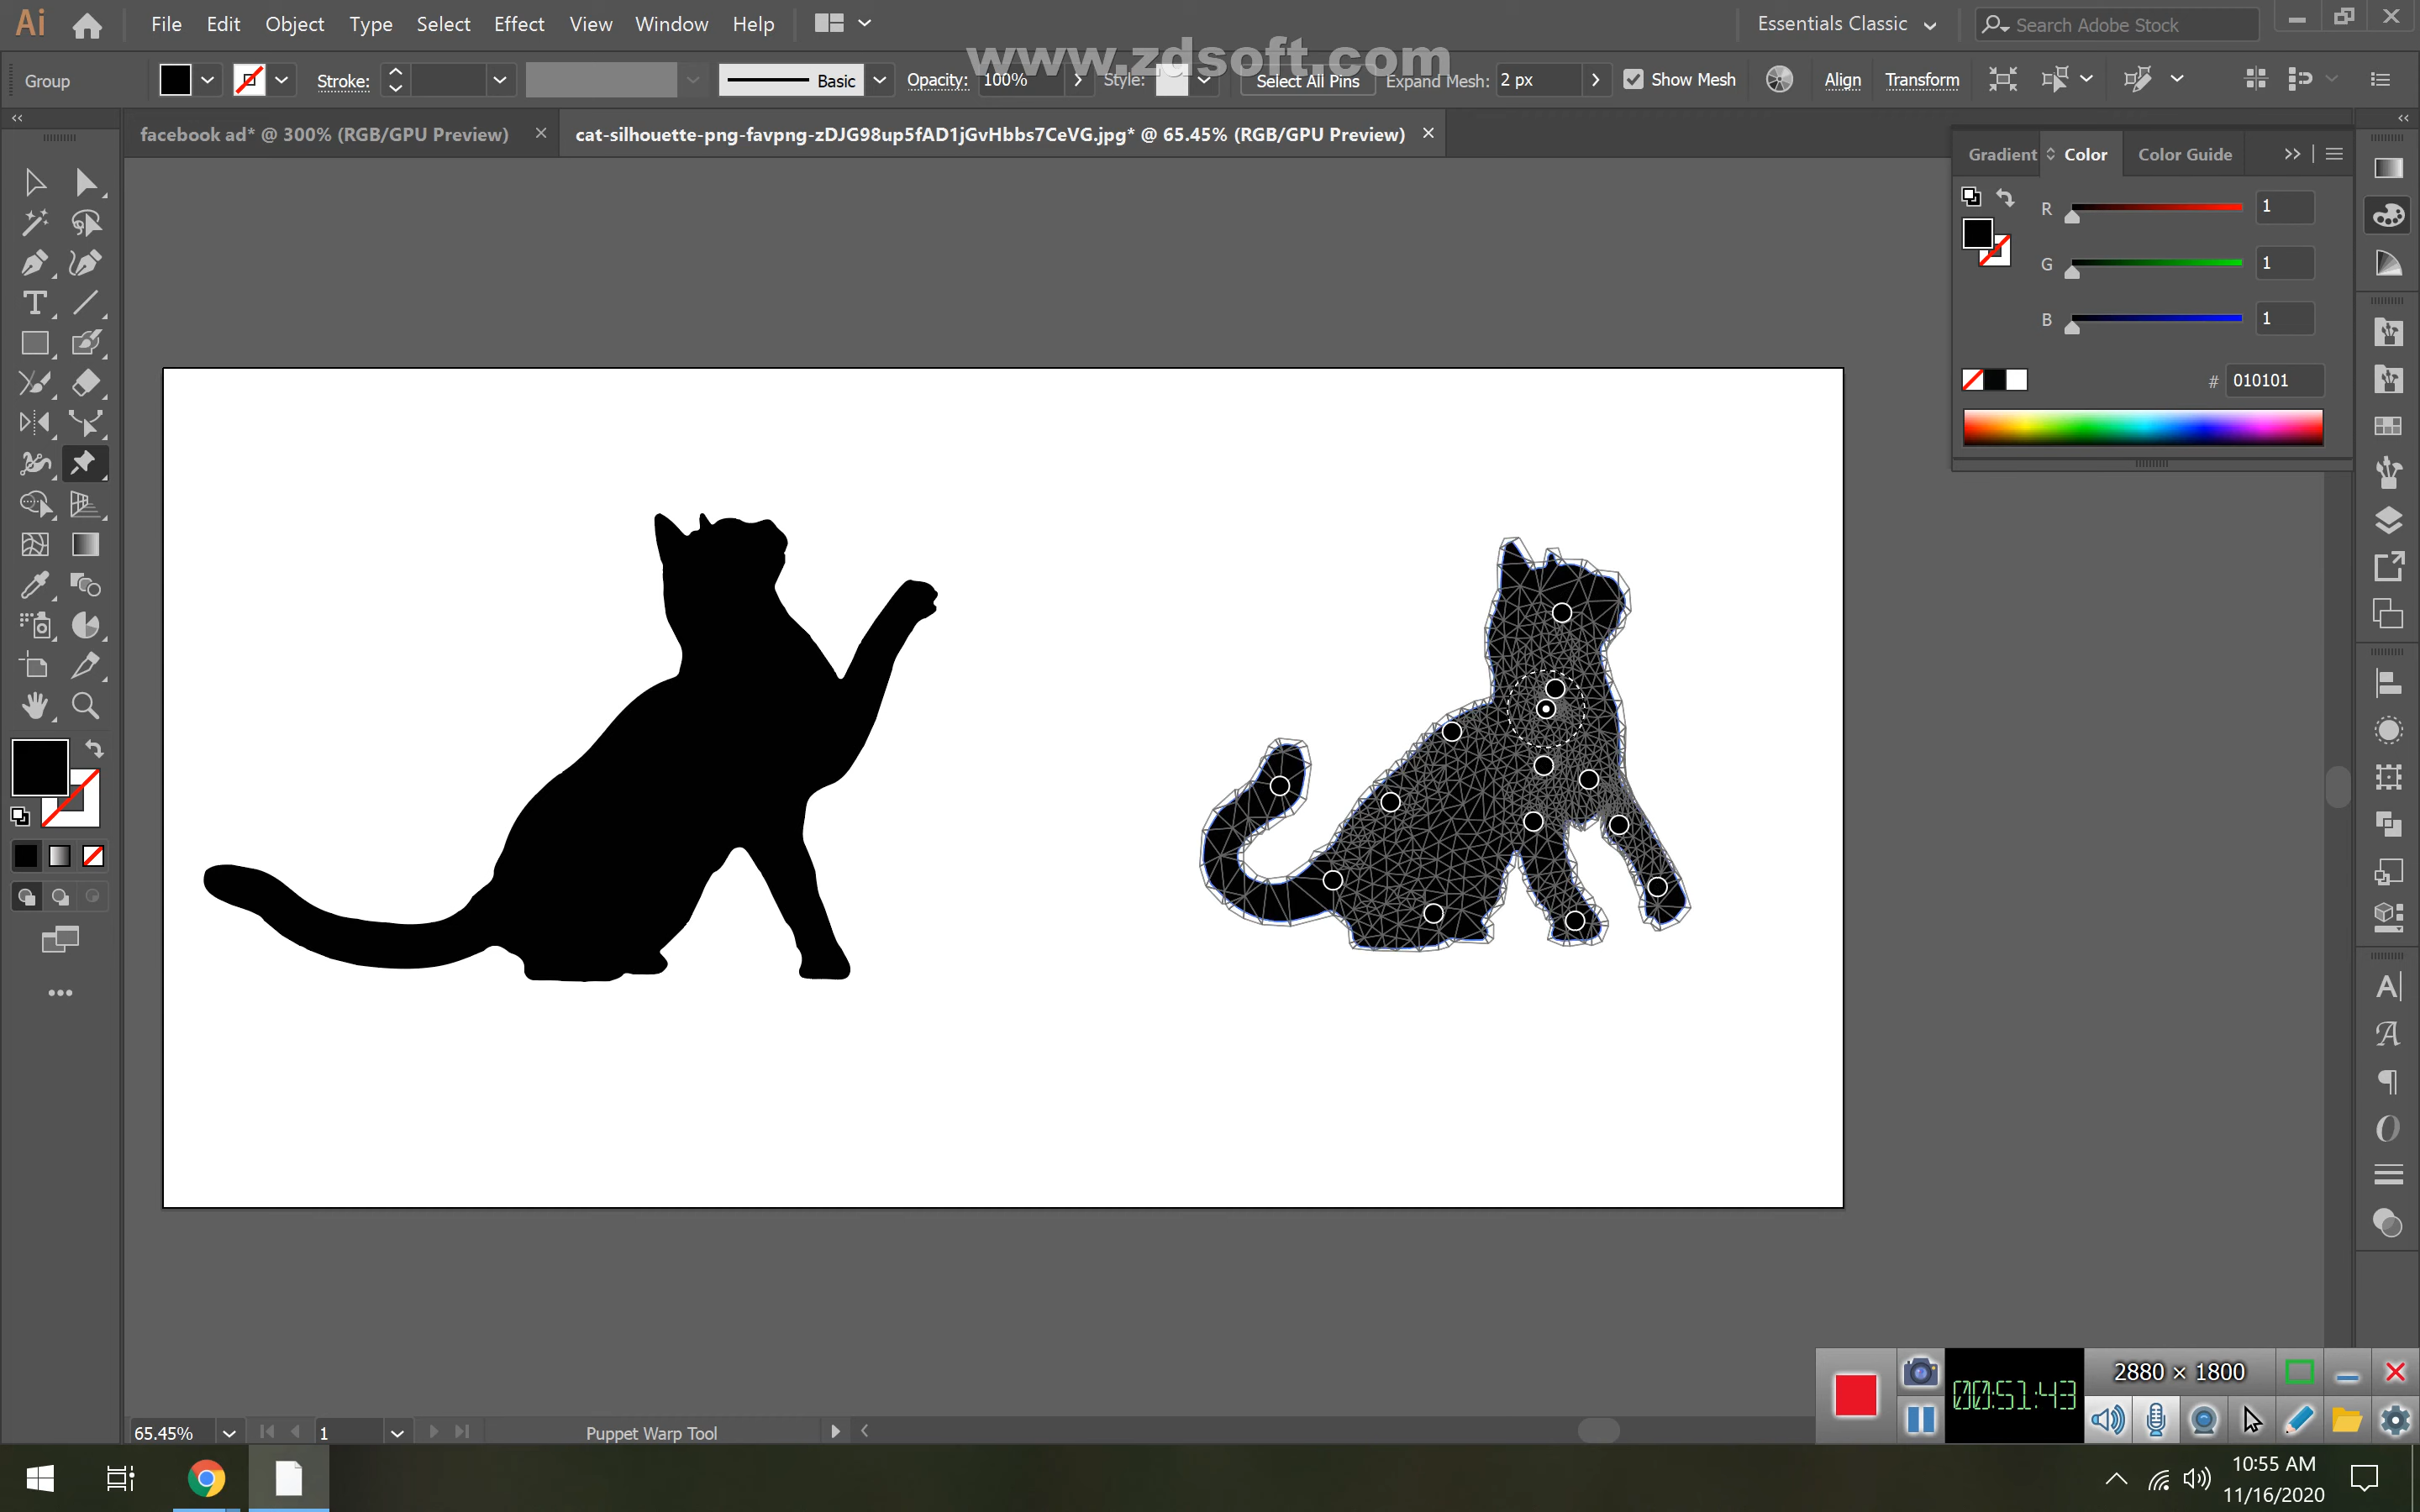 Ai File Edit Object Type Select Effect View Window Help Essentials Classic Search Adobe Stock
www.zdsoft.com
Group Stroke: Basic Opacity: 100% Style: Select All Pins Expand Mesh: 2 px Show Mesh Align Transform
facebook ad* @ 300% (RGB/GPU Preview) cat-silhouette-png-favpng-zDJG98up5fAD1jGvHbbs7CeVG.jpg* @ 65.45% (RGB/GPU Preview)
Gradient Color Color Guide
R 1
G 1
B 1
# 010101
2880 × 1800
00:51:43
65.45% 1 Puppet Warp Tool
10:55 AM
11/16/2020